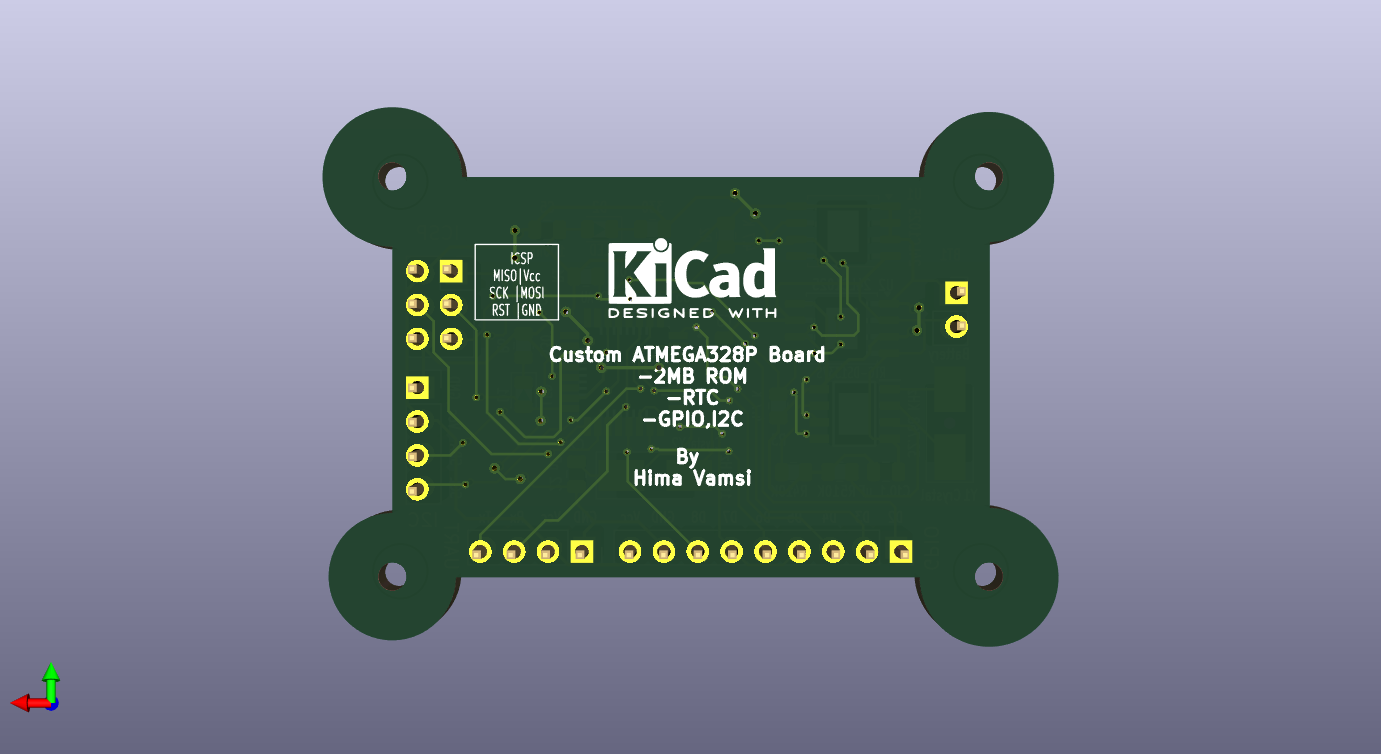 ICSP
MISO|Vcc
SCK |MOSI
RST |GND
KiCad
DESIGNED WITH
Custom ATMEGA328P Board
-2MB ROM
-RTC
-GPIO,I2C
By
Hima Vamsi